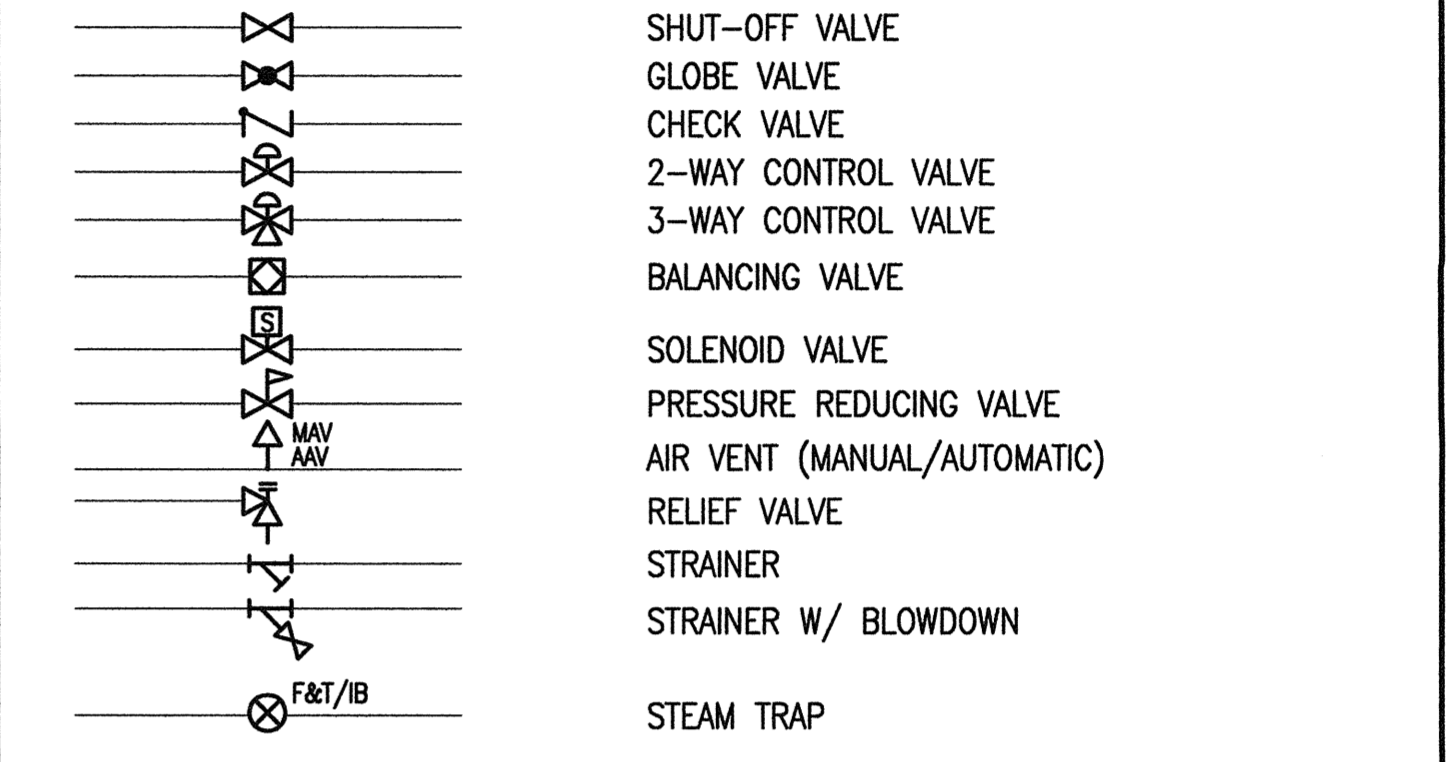 SHUT-OFF VALVE
GLOBE VALVE
CHECK VALVE
2-WAY CONTROL VALVE
3-WAY CONTROL VALVE
BALANCING VALVE
S
SOLENOID VALVE
PRESSURE REDUCING VALVE
MAV
AAV
AIR VENT (MANUAL/AUTOMATIC)
RELIEF VALVE
STRAINER
STRAINER W/ BLOWDOWN
F&T/IB
STEAM TRAP